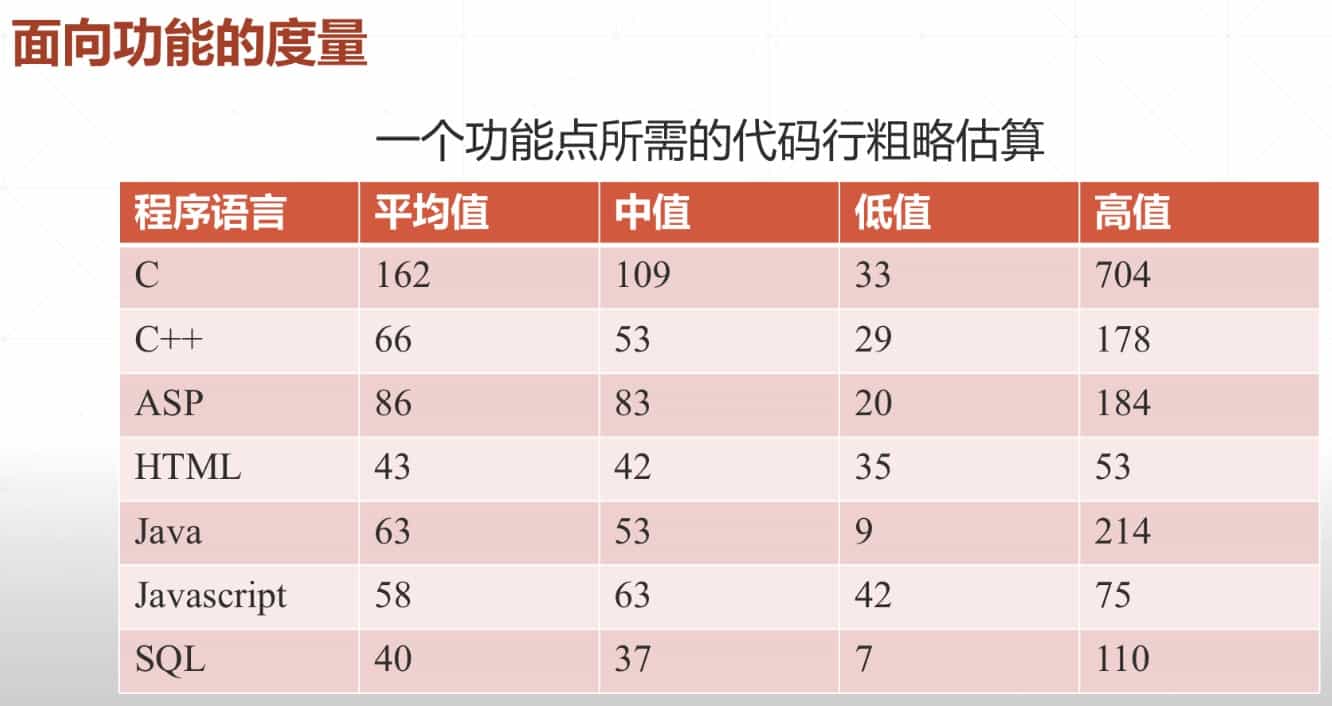 面向功能的度量
一个功能点所需的代码行粗略估算
程序语言 平均值 中值 低值 高值
C 162 109 33 704
C++ 66 53 29 178
ASP 86 83 20 184
HTML 43 42 35 53
Java 63 53 9 214
Javascript 58 63 42 75
SQL 40 37 7 110